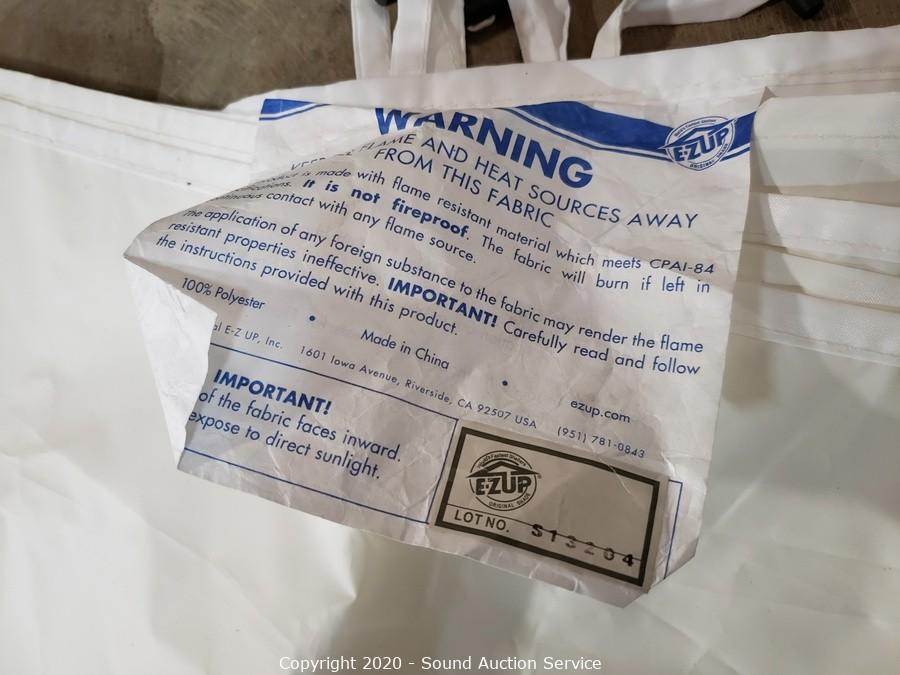 WARNING
FLAME AND HEAT SOURCES AWAY
FROM THIS FABRIC
is made with flame resistant material which meets CPAI-84
It is not fireproof. The fabric will burn if left in
contact with any flame source.
The application of any foreign substance to the fabric may render the flame
resistant properties ineffective. IMPORTANT! Carefully read and follow
the instructions provided with this product.
100% Polyester • Made in China • ezup.com
E-Z UP, Inc. 1601 Iowa Avenue, Riverside, CA 92507 USA (951) 781-0843
IMPORTANT!
of the fabric faces inward.
expose to direct sunlight.
E-Z UP
ORIGINAL
E-Z UP
ORIGINAL
LOT NO. S13204
Copyright 2020 - Sound Auction Service